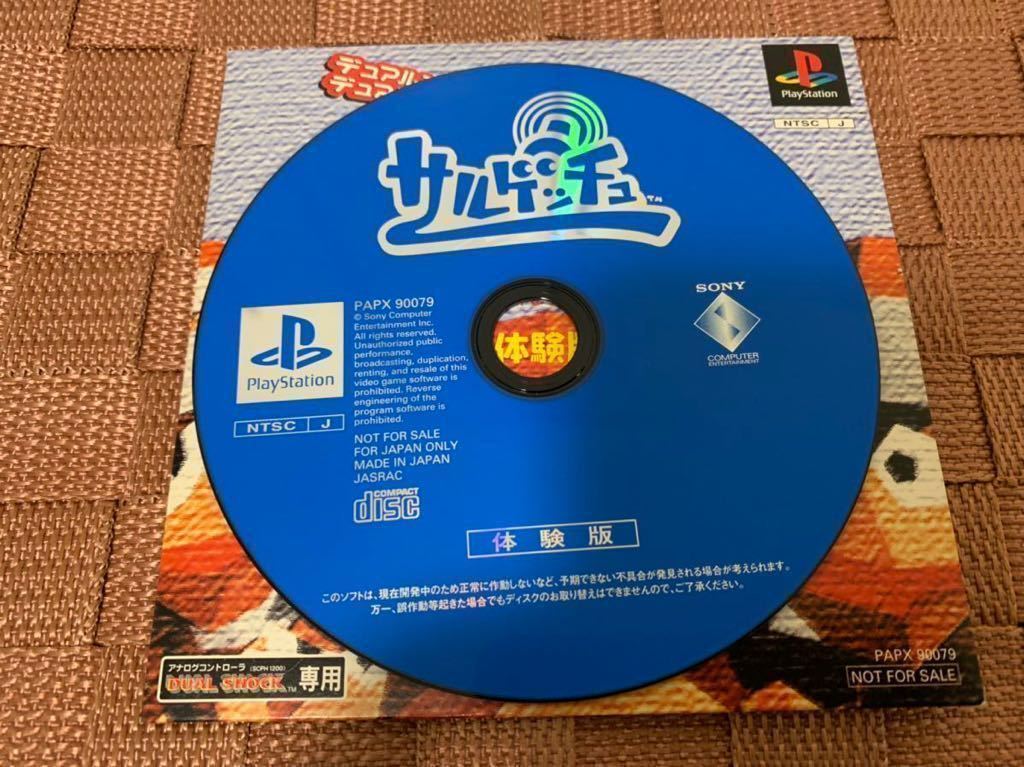 デュアル
デュア
PlayStation
NTSC J
サルゲッチュ™
PAPX 90079
© Sony Computer
Entertainment Inc.
All rights reserved.
Unauthorized public
performance,
broadcasting, duplication,
renting, and resale of this
video game software is
prohibited. Reverse
engineering of the
program software is
prohibited.
PlayStation
NTSC J
NOT FOR SALE
FOR JAPAN ONLY
MADE IN JAPAN
JASRAC
COMPACT
disc
体験
SONY
COMPUTER
ENTERTAINMENT
体験版
このソフトは、現在開発中のため正常に作動しないなど、予期できない不具合が発見される場合が考えられます。
万一、誤作動等起きた場合でもディスクのお取り替えはできませんので、ご了承ください。
アナログコントローラ (SCPH 1200)
DUAL SHOCK™ 専用
PAPX 90079
NOT FOR SALE